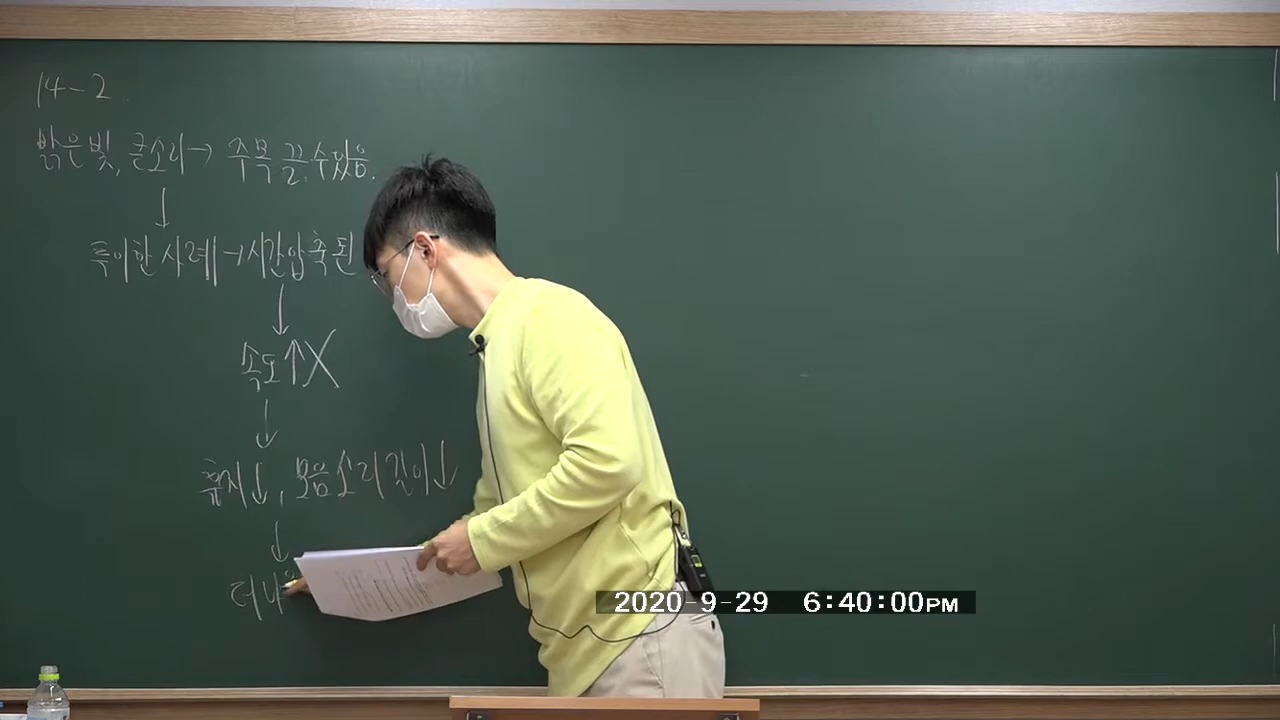 14-2
밝은 빛, 큰소리→ 주목 끌 수 있음.
↓
특이한 사례→시간압축된
↓
속도↑X
↓
휴지↓, 모음소리길이↓
↓
더 나
2020-9-29 6:40:00PM